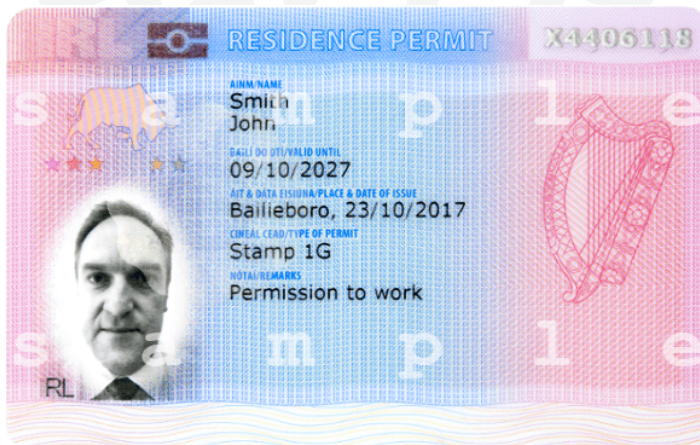 RESIDENCE PERMIT X4406118
AINM/NAME
Smith
John
BAILÍ DO DTÍ/VALID UNTIL
09/10/2027
ÁIT & DATA EISIÚNA/PLACE & DATE OF ISSUE
Bailieboro, 23/10/2017
CINEÁL CEAD/TYPE OF PERMIT
Stamp 1G
NÓTAÍ/REMARKS
Permission to work
RL
sample
sample